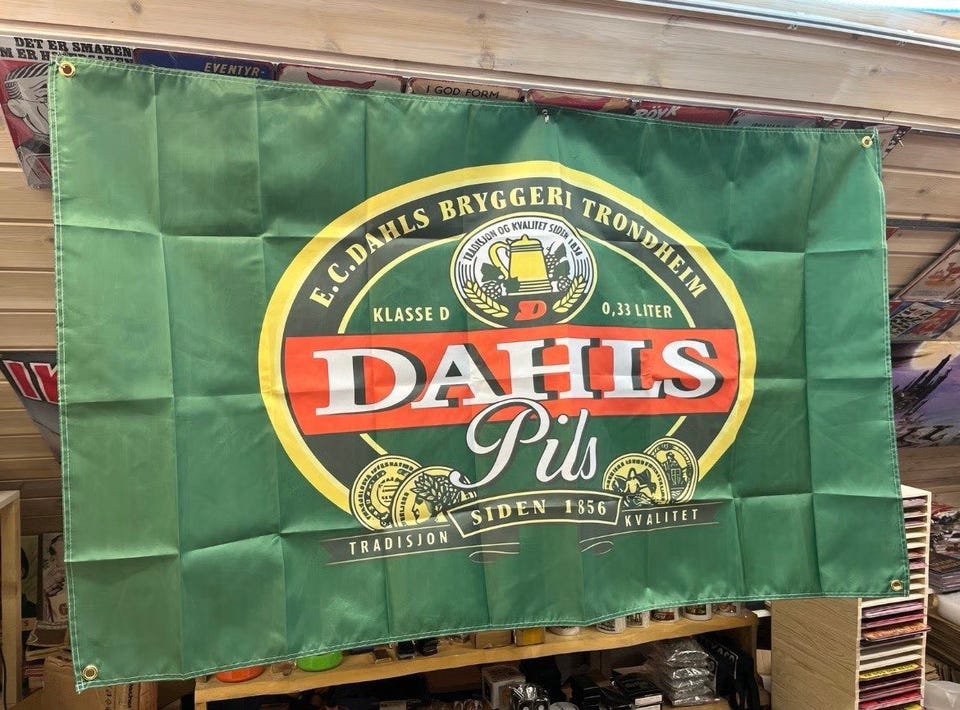 DET ER SMAKEN
EVENTYR-
I GOD FORM
E.C.DAHLS BRYGGERI TRONDHEIM
TRADISJON OG KVALITET SIDEN 1856
D
KLASSE D
0,33 LITER
DAHLS
Pils
SIDEN 1856
TRADISJON
KVALITET